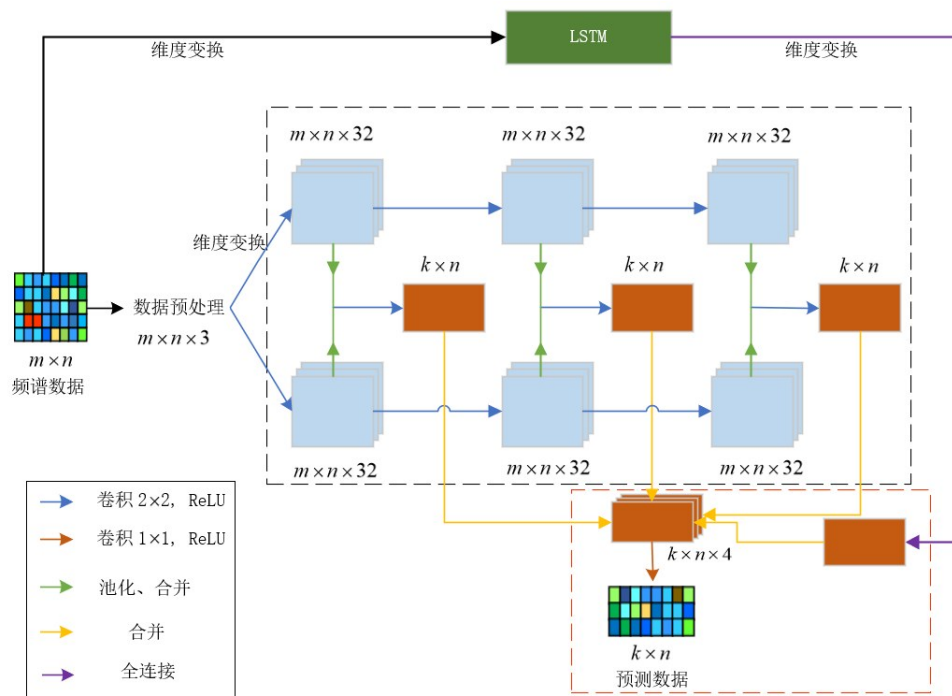 LSTM
维度变换
维度变换
m×n×32
m×n×32
m×n×32
维度变换
k×n
k×n
k×n
数据预处理
m×n×3
m×n
频谱数据
m×n×32
m×n×32
m×n×32
卷积 2×2, ReLU
卷积 1×1, ReLU
池化、合并
合并
全连接
k×n×4
k×n
预测数据